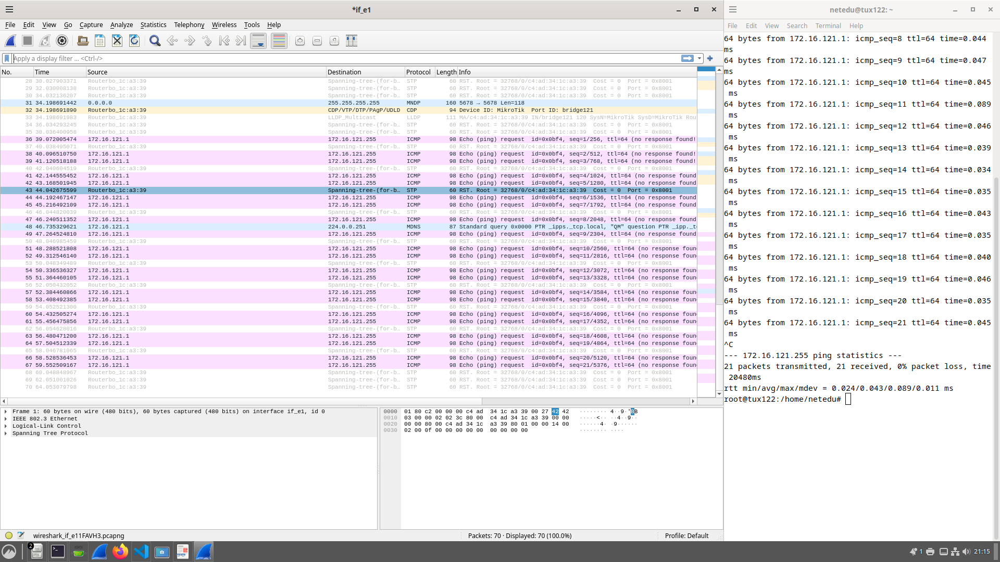 *if_e1
File Edit View Go Capture Analyze Statistics Telephony Wireless Tools Help
Apply a display filter ... <Ctrl-/>
No. Time Source Destination Protocol Length Info
28 30.027903371 Routerbo_1c:a3:39 Spanning-tree-(for-b… STP 60 RST. Root = 32768/0/c4:ad:34:1c:a3:39 Cost = 0 Port = 0x8001
29 32.030008138 Routerbo_1c:a3:39 Spanning-tree-(for-b… STP 60 RST. Root = 32768/0/c4:ad:34:1c:a3:39 Cost = 0 Port = 0x8001
30 34.032136207 Routerbo_1c:a3:39 Spanning-tree-(for-b… STP 60 RST. Root = 32768/0/c4:ad:34:1c:a3:39 Cost = 0 Port = 0x8001
31 34.198691442 0.0.0.0 255.255.255.255 MNDP 160 5678 → 5678 Len=118
32 34.198691890 Routerbo_1c:a3:39 CDP/VTP/DTP/PAgP/UDLD CDP 94 Device ID: MikroTik Port ID: bridge121
33 34.198691983 Routerbo_1c:a3:39 LLDP_Multicast LLDP 111 MA/c4:ad:34:1c:a3:39 IN/bridge121 120 SysN=MikroTik SysD=MikroTik Rou
34 36.034293245 Routerbo_1c:a3:39 Spanning-tree-(for-b… STP 60 RST. Root = 32768/0/c4:ad:34:1c:a3:39 Cost = 0 Port = 0x8001
35 38.036400958 Routerbo_1c:a3:39 Spanning-tree-(for-b… STP 60 RST. Root = 32768/0/c4:ad:34:1c:a3:39 Cost = 0 Port = 0x8001
36 39.072005474 172.16.121.1 172.16.121.255 ICMP 98 Echo (ping) request id=0x0bf4, seq=1/256, ttl=64 (no response found!
37 40.038495071 Routerbo_1c:a3:39 Spanning-tree-(for-b… STP 60 RST. Root = 32768/0/c4:ad:34:1c:a3:39 Cost = 0 Port = 0x8001
38 40.096510750 172.16.121.1 172.16.121.255 ICMP 98 Echo (ping) request id=0x0bf4, seq=2/512, ttl=64 (no response found!
39 41.120518188 172.16.121.1 172.16.121.255 ICMP 98 Echo (ping) request id=0x0bf4, seq=3/768, ttl=64 (no response found!
40 42.040604519 Routerbo_1c:a3:39 Spanning-tree-(for-b… STP 60 RST. Root = 32768/0/c4:ad:34:1c:a3:39 Cost = 0 Port = 0x8001
41 42.144555452 172.16.121.1 172.16.121.255 ICMP 98 Echo (ping) request id=0x0bf4, seq=4/1024, ttl=64 (no response found
42 43.168501945 172.16.121.1 172.16.121.255 ICMP 98 Echo (ping) request id=0x0bf4, seq=5/1280, ttl=64 (no response found
43 44.042675599 Routerbo_1c:a3:39 Spanning-tree-(for-b… STP 60 RST. Root = 32768/0/c4:ad:34:1c:a3:39 Cost = 0 Port = 0x8001
44 44.192467147 172.16.121.1 172.16.121.255 ICMP 98 Echo (ping) request id=0x0bf4, seq=6/1536, ttl=64 (no response found
45 45.216492109 172.16.121.1 172.16.121.255 ICMP 98 Echo (ping) request id=0x0bf4, seq=7/1792, ttl=64 (no response found
46 46.044820039 Routerbo_1c:a3:39 Spanning-tree-(for-b… STP 60 RST. Root = 32768/0/c4:ad:34:1c:a3:39 Cost = 0 Port = 0x8001
47 46.240511352 172.16.121.1 172.16.121.255 ICMP 98 Echo (ping) request id=0x0bf4, seq=8/2048, ttl=64 (no response found
48 46.735329621 172.16.121.1 224.0.0.251 MDNS 87 Standard query 0x0000 PTR _ipps._tcp.local, "QM" question PTR _ipp._t
49 47.264524810 172.16.121.1 172.16.121.255 ICMP 98 Echo (ping) request id=0x0bf4, seq=9/2304, ttl=64 (no response found
50 48.046985459 Routerbo_1c:a3:39 Spanning-tree-(for-b… STP 60 RST. Root = 32768/0/c4:ad:34:1c:a3:39 Cost = 0 Port = 0x8001
51 48.288521808 172.16.121.1 172.16.121.255 ICMP 98 Echo (ping) request id=0x0bf4, seq=10/2560, ttl=64 (no response foun
52 49.312546140 172.16.121.1 172.16.121.255 ICMP 98 Echo (ping) request id=0x0bf4, seq=11/2816, ttl=64 (no response foun
53 50.048349489 Routerbo_1c:a3:39 Spanning-tree-(for-b… STP 60 RST. Root = 32768/0/c4:ad:34:1c:a3:39 Cost = 0 Port = 0x8001
54 50.336536327 172.16.121.1 172.16.121.255 ICMP 98 Echo (ping) request id=0x0bf4, seq=12/3072, ttl=64 (no response foun
55 51.364460105 172.16.121.1 172.16.121.255 ICMP 98 Echo (ping) request id=0x0bf4, seq=13/3328, ttl=64 (no response foun
56 52.050432052 Routerbo_1c:a3:39 Spanning-tree-(for-b… STP 60 RST. Root = 32768/0/c4:ad:34:1c:a3:39 Cost = 0 Port = 0x8001
57 52.384460866 172.16.121.1 172.16.121.255 ICMP 98 Echo (ping) request id=0x0bf4, seq=14/3584, ttl=64 (no response foun
58 53.408492385 172.16.121.1 172.16.121.255 ICMP 98 Echo (ping) request id=0x0bf4, seq=15/3840, ttl=64 (no response foun
59 54.052521300 Routerbo_1c:a3:39 Spanning-tree-(for-b… STP 60 RST. Root = 32768/0/c4:ad:34:1c:a3:39 Cost = 0 Port = 0x8001
60 54.432505274 172.16.121.1 172.16.121.255 ICMP 98 Echo (ping) request id=0x0bf4, seq=16/4096, ttl=64 (no response foun
61 55.456475856 172.16.121.1 172.16.121.255 ICMP 98 Echo (ping) request id=0x0bf4, seq=17/4352, ttl=64 (no response foun
62 56.054628016 Routerbo_1c:a3:39 Spanning-tree-(for-b… STP 60 RST. Root = 32768/0/c4:ad:34:1c:a3:39 Cost = 0 Port = 0x8001
63 56.480471200 172.16.121.1 172.16.121.255 ICMP 98 Echo (ping) request id=0x0bf4, seq=18/4608, ttl=64 (no response foun
64 57.504512339 172.16.121.1 172.16.121.255 ICMP 98 Echo (ping) request id=0x0bf4, seq=19/4864, ttl=64 (no response foun
65 58.046781065 Routerbo_1c:a3:39 Spanning-tree-(for-b… STP 60 RST. Root = 32768/0/c4:ad:34:1c:a3:39 Cost = 0 Port = 0x8001
66 58.528536453 172.16.121.1 172.16.121.255 ICMP 98 Echo (ping) request id=0x0bf4, seq=20/5120, ttl=64 (no response foun
67 59.552509167 172.16.121.1 172.16.121.255 ICMP 98 Echo (ping) request id=0x0bf4, seq=21/5376, ttl=64 (no response foun
68 60.048848967 Routerbo_1c:a3:39 Spanning-tree-(for-b… STP 60 RST. Root = 32768/0/c4:ad:34:1c:a3:39 Cost = 0 Port = 0x8001
69 62.051001026 Routerbo_1c:a3:39 Spanning-tree-(for-b… STP 60 RST. Root = 32768/0/c4:ad:34:1c:a3:39 Cost = 0 Port = 0x8001
70 64.053079798 Routerbo_1c:a3:39 Spanning-tree-(for-b… STP 60 RST. Root = 32768/0/c4:ad:34:1c:a3:39 Cost = 0 Port = 0x8001
Frame 1: 60 bytes on wire (480 bits), 60 bytes captured (480 bits) on interface if_e1, id 0
IEEE 802.3 Ethernet
Logical-Link Control
Spanning Tree Protocol
0000 01 80 c2 00 00 00 c4 ad 34 1c a3 39 00 27 42 42 ········ 4··9·'BB
0010 03 00 00 02 02 3c 80 00 c4 ad 34 1c a3 39 00 00 ·····<·· ··4··9··
0020 00 00 80 00 c4 ad 34 1c a3 39 80 01 00 00 14 00 ······4· ·9······
0030 02 00 0f 00 00 00 00 00 00 00 00 00 ········ ····
wireshark_if_e11FAVH3.pcapng
Packets: 70 · Displayed: 70 (100.0%)
Profile: Default
netedu@tux122: ~
File Edit View Search Terminal Help
64 bytes from 172.16.121.1: icmp_seq=8 ttl=64 time=0.044
ms
64 bytes from 172.16.121.1: icmp_seq=9 ttl=64 time=0.047
ms
64 bytes from 172.16.121.1: icmp_seq=10 ttl=64 time=0.045
ms
64 bytes from 172.16.121.1: icmp_seq=11 ttl=64 time=0.089
ms
64 bytes from 172.16.121.1: icmp_seq=12 ttl=64 time=0.046
ms
64 bytes from 172.16.121.1: icmp_seq=13 ttl=64 time=0.039
ms
64 bytes from 172.16.121.1: icmp_seq=14 ttl=64 time=0.034
ms
64 bytes from 172.16.121.1: icmp_seq=15 ttl=64 time=0.035
ms
64 bytes from 172.16.121.1: icmp_seq=16 ttl=64 time=0.043
ms
64 bytes from 172.16.121.1: icmp_seq=17 ttl=64 time=0.035
ms
64 bytes from 172.16.121.1: icmp_seq=18 ttl=64 time=0.040
ms
64 bytes from 172.16.121.1: icmp_seq=19 ttl=64 time=0.046
ms
64 bytes from 172.16.121.1: icmp_seq=20 ttl=64 time=0.035
ms
64 bytes from 172.16.121.1: icmp_seq=21 ttl=64 time=0.045
ms
^C
--- 172.16.121.255 ping statistics ---
21 packets transmitted, 21 received, 0% packet loss, time
20480ms
rtt min/avg/max/mdev = 0.024/0.043/0.089/0.011 ms
root@tux122:/home/netedu#
2
1
21:15